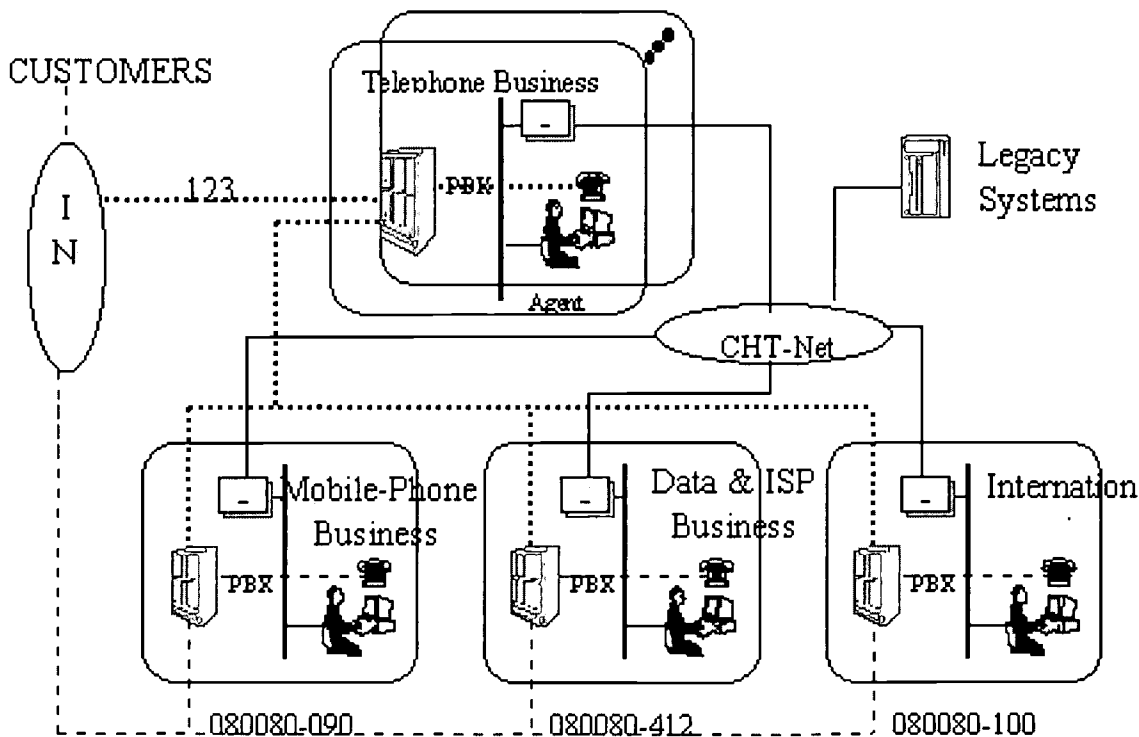 CUSTOMERS
Telephone Business
Legacy
Systems
123
PBX
I
N
Agent
CHT-Net
Mobile-Phone
Business
Data & ISP
Business
Internation
PBX
PBX
PBX
080080-090
080080-412
080080-100